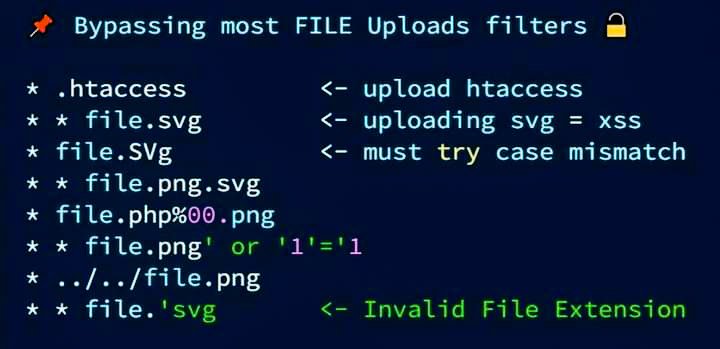 📌 Bypassing most FILE Uploads filters 🔓
* .htaccess <- upload htaccess
* * file.svg <- uploading svg = xss
* file.SVg <- must try case mismatch
* * file.png.svg
* file.php%00.png
* * file.png' or '1'='1
* ../../file.png
* * file.'svg <- Invalid File Extension